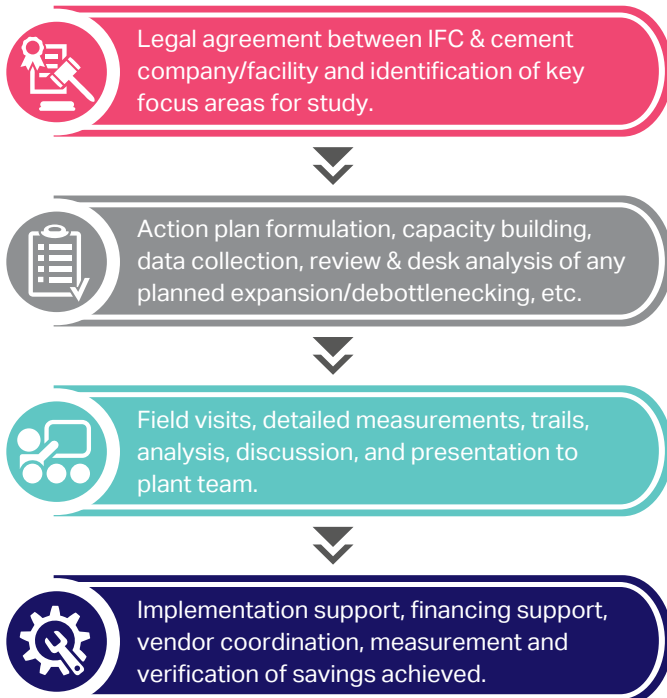 Legal agreement between IFC & cement
company/facility and identification of key
focus areas for study.
Action plan formulation, capacity building,
data collection, review & desk analysis of any
planned expansion/debottlenecking, etc.
Field visits, detailed measurements, trails,
analysis, discussion, and presentation to
plant team.
Implementation support, financing support,
vendor coordination, measurement and
verification of savings achieved.